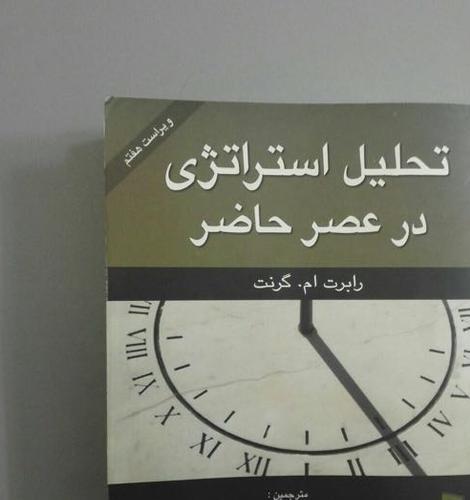 ویراست هفتم
تحلیل استراتژی
در عصر حاضر
رابرت ام. گرنت
مترجمین :